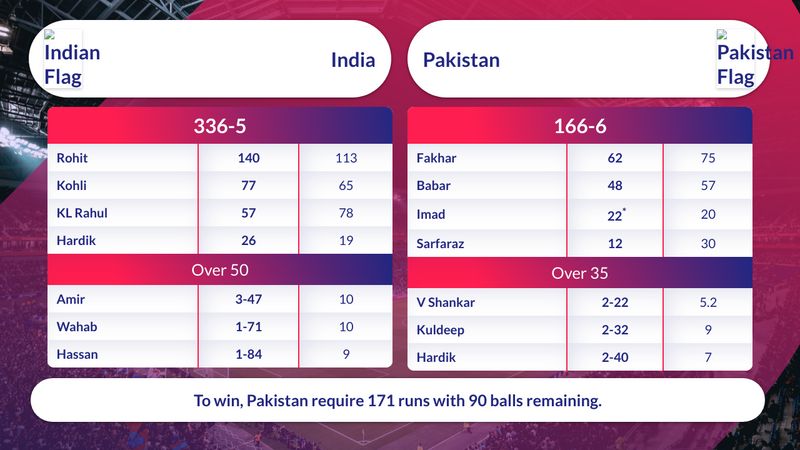 Indian Flag
India
336-5
Rohit 140 113
Kohli 77 65
KL Rahul 57 78
Hardik 26 19
Over 50
Amir 3-47 10
Wahab 1-71 10
Hassan 1-84 9
Pakistan
Pakistan Flag
166-6
Fakhar 62 75
Babar 48 57
Imad 22* 20
Sarfaraz 12 30
Over 35
V Shankar 2-22 5.2
Kuldeep 2-32 9
Hardik 2-40 7
To win, Pakistan require 171 runs with 90 balls remaining.